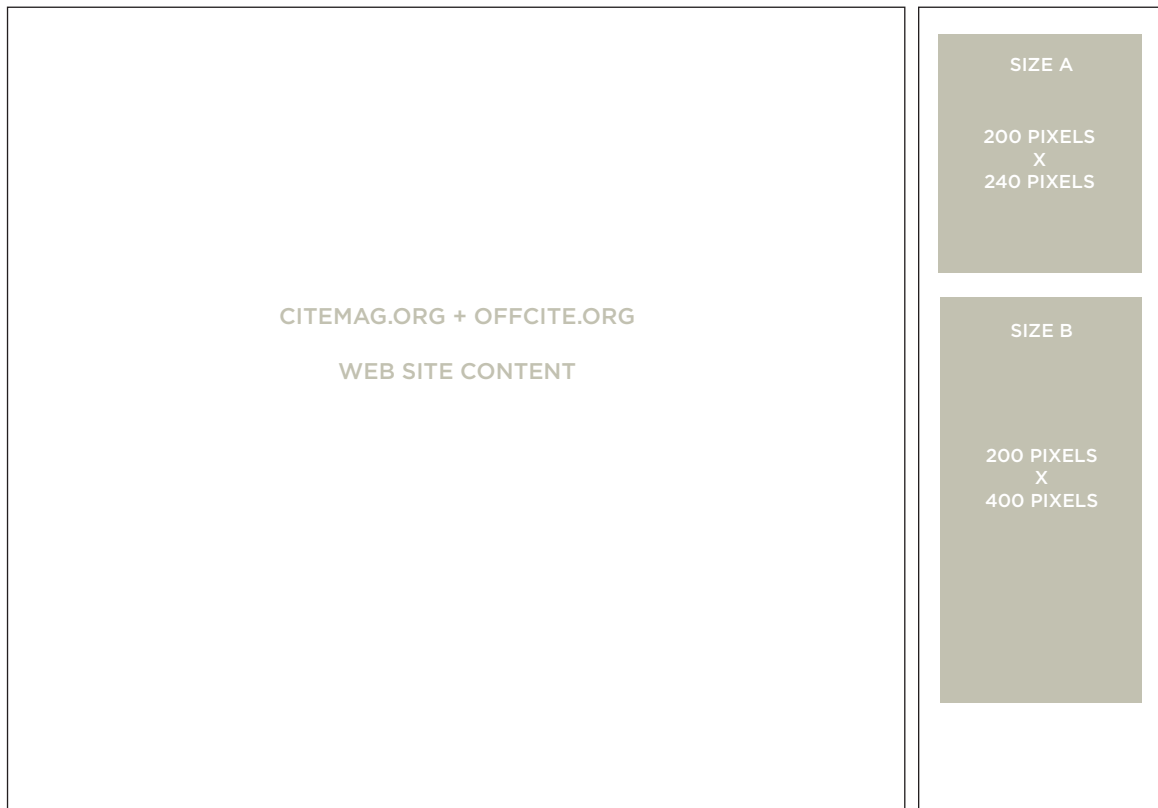 CITEMAG.ORG + OFFCITE.ORG
WEB SITE CONTENT
SIZE A
200 PIXELS
X
240 PIXELS
SIZE B
200 PIXELS
X
400 PIXELS